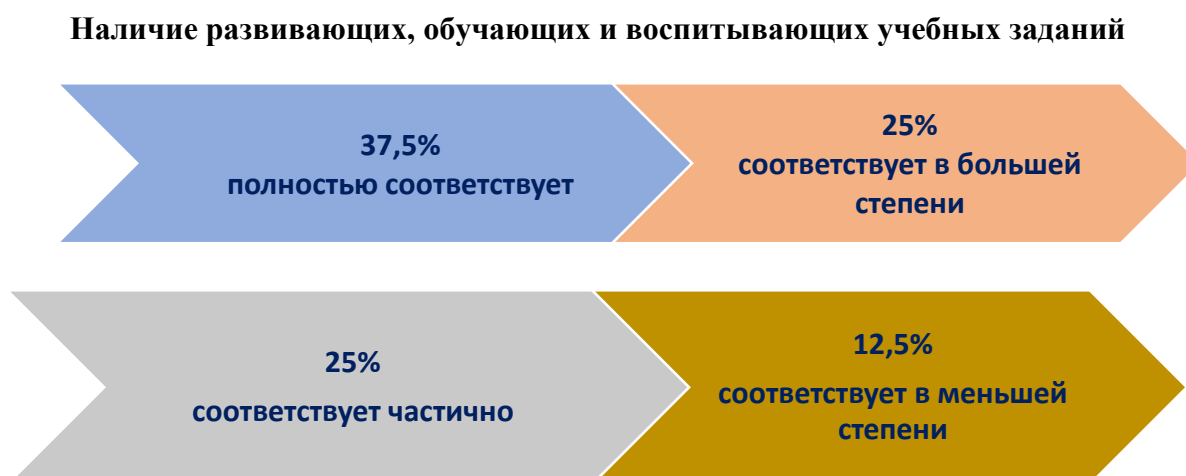 Наличие развивающих, обучающих и воспитывающих учебных заданий
37,5%
полностью соответствует
25%
соответствует в большей
степени
25%
соответствует частично
12,5%
соответствует в меньшей
степени